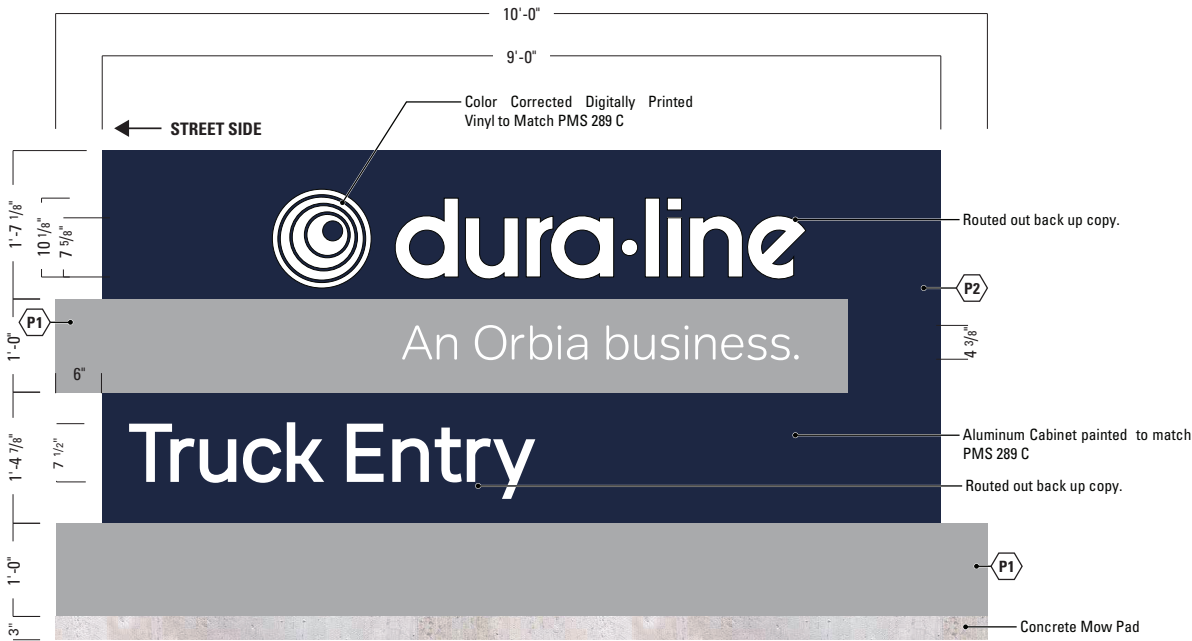 10'-0"
9'-0"
Color Corrected Digitally Printed
Vinyl to Match PMS 289 C
STREET SIDE
1'-7 1/8"
10 1/8"
7 5/8"
dura·line
Routed out back up copy.
P2
P1
1'-0"
An Orbia business.
4 3/8"
6"
1'-4 7/8"
7 1/2"
Truck Entry
Aluminum Cabinet painted to match
PMS 289 C
Routed out back up copy.
1'-0"
P1
3"
Concrete Mow Pad